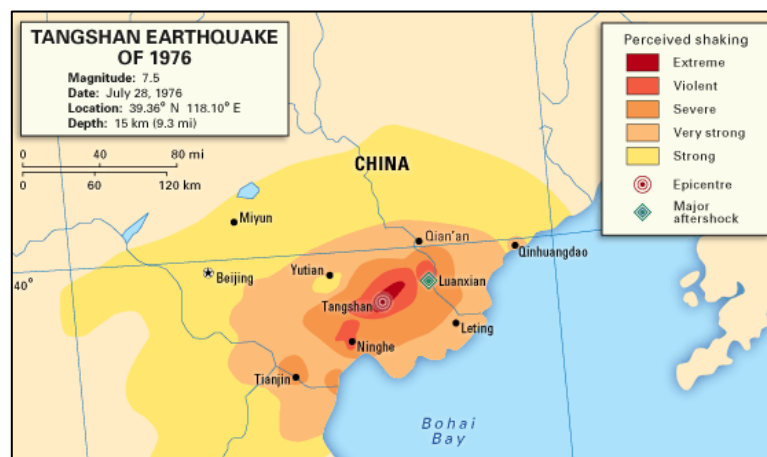 TANGSHAN EARTHQUAKE
OF 1976
Magnitude: 7.5
Date: July 28, 1976
Location: 39.36° N 118.10° E
Depth: 15 km (9.3 mi)
0 40 80 mi
0 60 120 km
Perceived shaking
Extreme
Violent
Severe
Very strong
Strong
Epicentre
Major
aftershock
CHINA
Miyun
Qian'an
Qinhuangdao
Beijing
Yutian
Luanxian
40°
Tangshan
Leting
Ninghe
Tianjin
Bohai
Bay